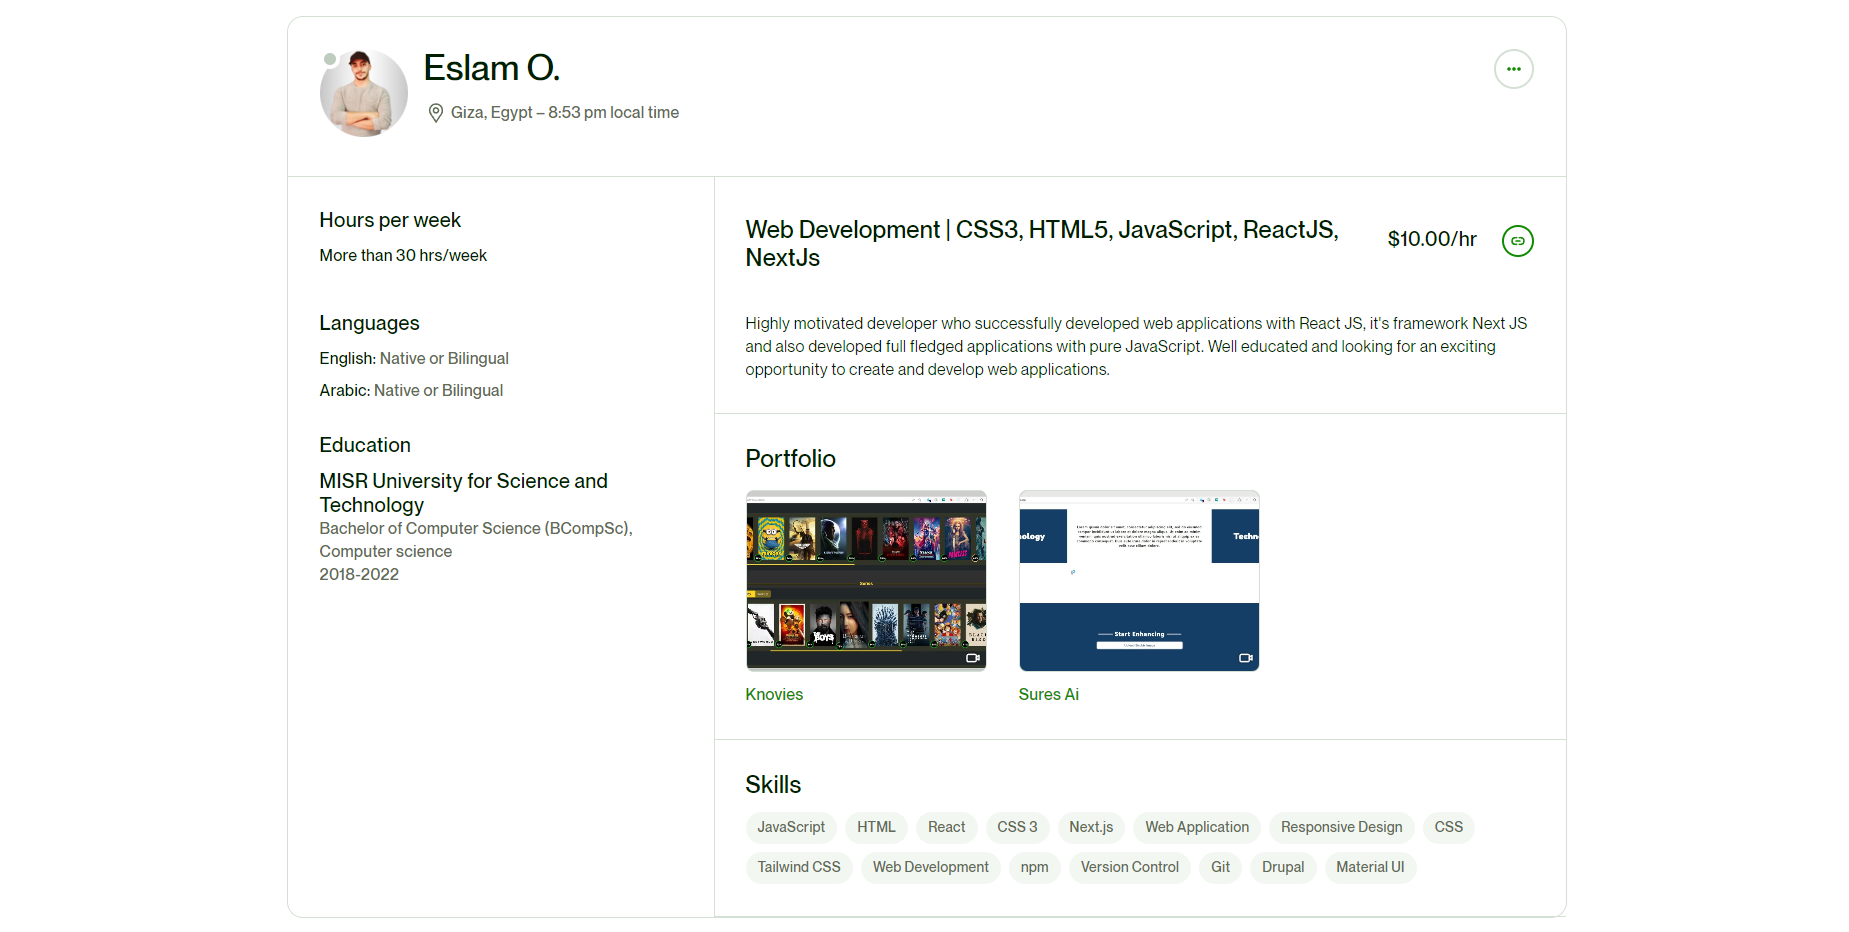 Eslam O.
Giza, Egypt – 8:53 pm local time
Hours per week
More than 30 hrs/week
Languages
English: Native or Bilingual
Arabic: Native or Bilingual
Education
MISR University for Science and
Technology
Bachelor of Computer Science (BCompSc),
Computer science
2018-2022
Web Development | CSS3, HTML5, JavaScript, ReactJS,
NextJs
$10.00/hr
Highly motivated developer who successfully developed web applications with React JS, it's framework Next JS
and also developed full fledged applications with pure JavaScript. Well educated and looking for an exciting
opportunity to create and develop web applications.
Portfolio
Series
BOYS
Knovies
ology
Techn
Start Enhancing
Sures Ai
Skills
JavaScript HTML React CSS 3 Next.js Web Application Responsive Design CSS
Tailwind CSS Web Development npm Version Control Git Drupal Material UI